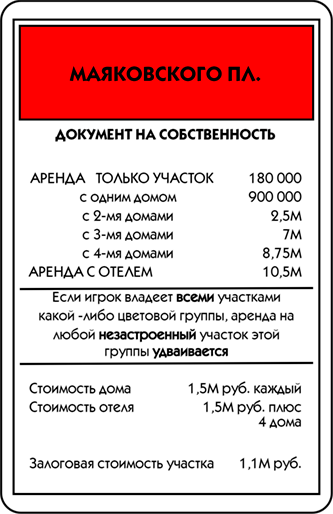 МАЯКОВСКОГО ПЛ.
ДОКУМЕНТ НА СОБСТВЕННОСТЬ
АРЕНДА ТОЛЬКО УЧАСТОК 180 000
с одним домом 900 000
с 2-мя домами 2,5М
с 3-мя домами 7М
с 4-мя домами 8,75М
АРЕНДА С ОТЕЛЕМ 10,5М
Если игрок владеет всеми участками
какой -либо цветовой группы, аренда на
любой незастроенный участок этой
группы удваивается
Стоимость дома 1,5М руб. каждый
Стоимость отеля 1,5М руб. плюс
4 дома
Залоговая стоимость участка 1,1М руб.